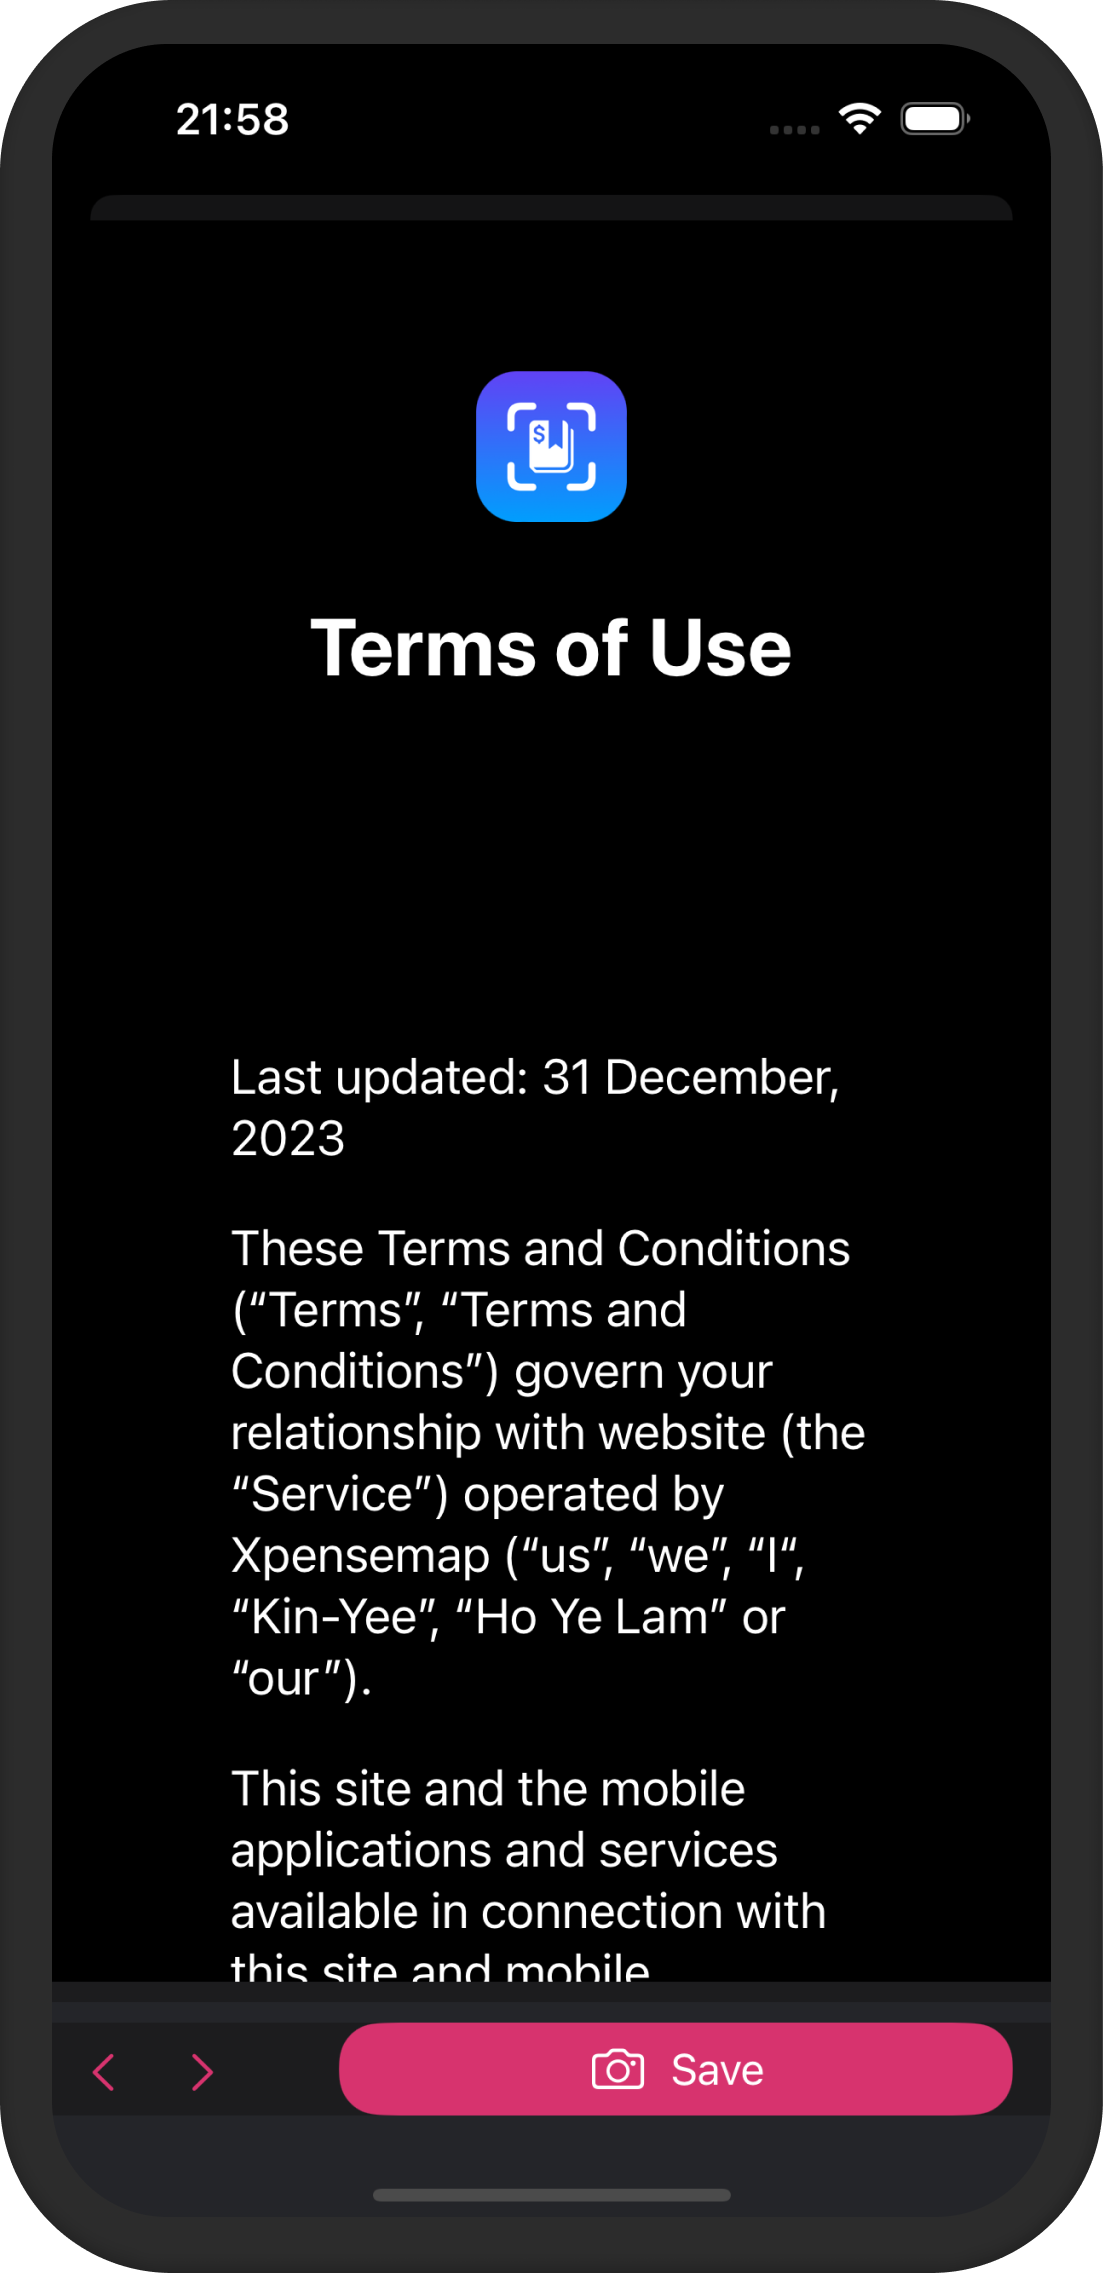 21:58
$
Terms of Use
Last updated: 31 December,
2023
These Terms and Conditions
(“Terms”, “Terms and
Conditions”) govern your
relationship with website (the
“Service”) operated by
Xpensemap (“us”, “we”, “I“,
“Kin-Yee”, “Ho Ye Lam” or
“our”).
This site and the mobile
applications and services
available in connection with
this site and mobile
Save